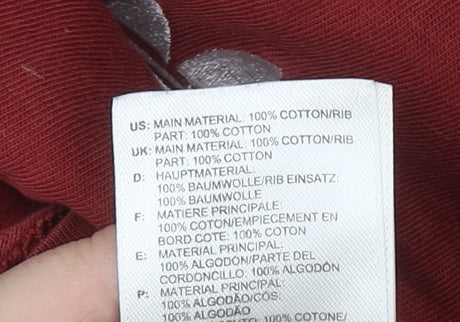 US: MAIN MATERIAL: 100% COTTON/RIB
PART: 100% COTTON
UK: MAIN MATERIAL: 100% COTTON/RIB
PART: 100% COTTON
D: HAUPTMATERIAL:
100% BAUMWOLLE/RIB EINSATZ:
100% BAUMWOLLE
F: MATIERE PRINCIPALE:
100% COTON/EMPIECEMENT EN
BORD COTE: 100% COTON
E: MATERIAL PRINCIPAL:
100% ALGODÓN/PARTE DEL
CORDONCILLO: 100% ALGODÓN
P: MATERIAL PRINCIPAL:
100% ALGODÃO/CÓS:
100% ALGODÃO
100% COTONE/